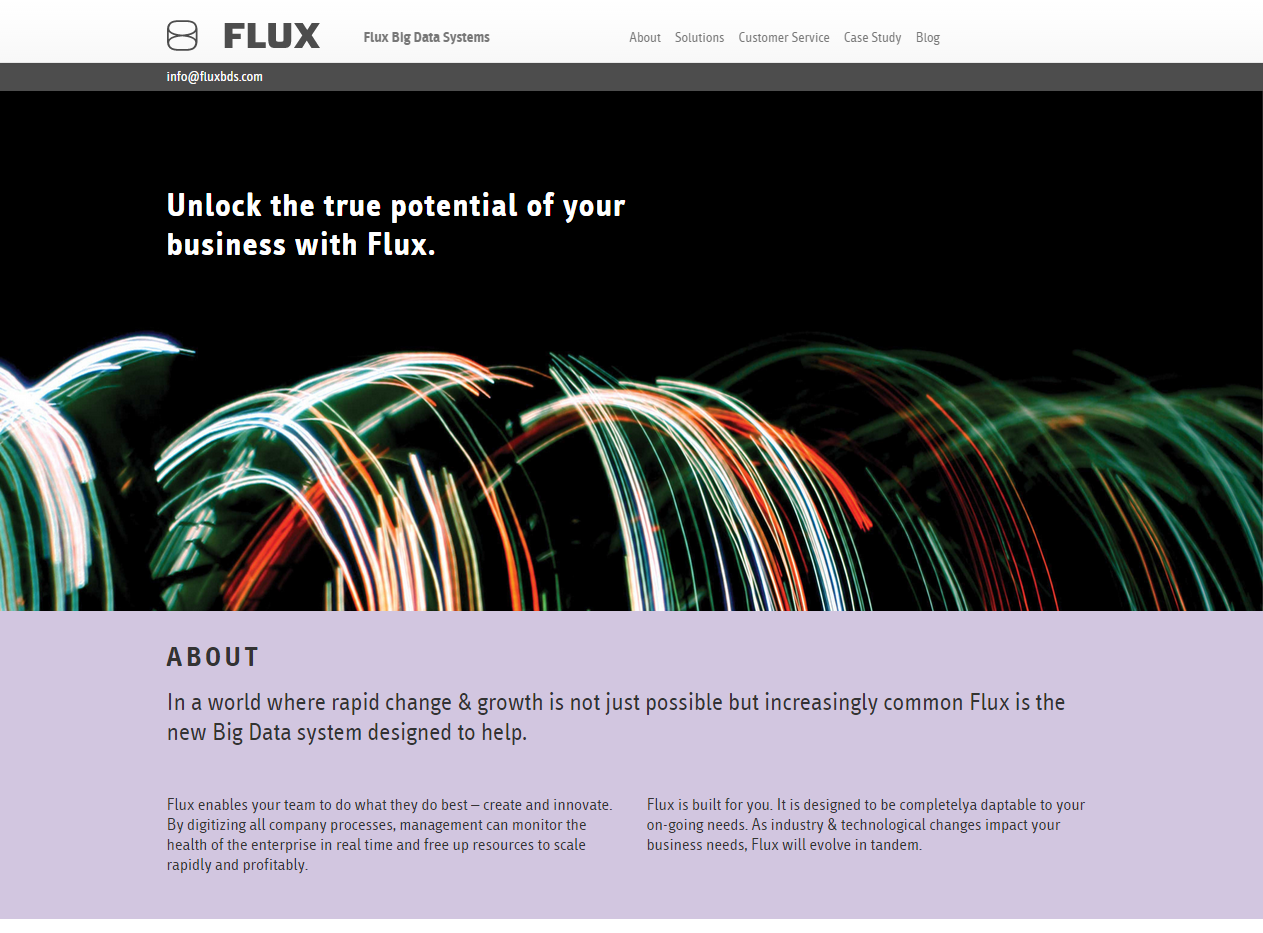 FLUX
Flux Big Data Systems
About Solutions Customer Service Case Study Blog
info@fluxbds.com
Unlock the true potential of your
business with Flux.
ABOUT
In a world where rapid change & growth is not just possible but increasingly common Flux is the
new Big Data system designed to help.
Flux enables your team to do what they do best – create and innovate.
By digitizing all company processes, management can monitor the
health of the enterprise in real time and free up resources to scale
rapidly and profitably.
Flux is built for you. It is designed to be completelya daptable to your
on-going needs. As industry & technological changes impact your
business needs, Flux will evolve in tandem.